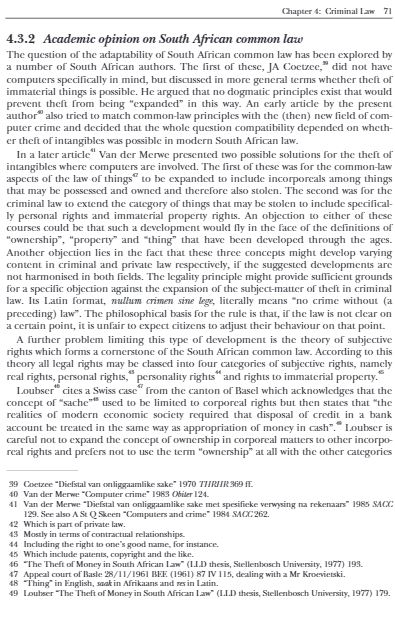 Chapter 4: Criminal Law 71
4.3.2 Academic opinion on South African common law
The question of the adaptability of South African common law has been explored by
a number of South African authors. The first of these, JA Coetzee,39 did not have
computers specifically in mind, but discussed in more general terms whether theft of
immaterial things is possible. He argued that no dogmatic principles exist that would
prevent theft from being "expanded" in this way. An early article by the present
author40 also tried to match common-law principles with the (then) new field of com-
puter crime and decided that the whole question compatibility depended on wheth-
er theft of intangibles was possible in modern South African law.
In a later article41 Van der Merwe presented two possible solutions for the theft of
intangibles where computers are involved. The first of these was for the common-law
aspects of the law of things42 to be expanded to include incorporeals among things
that may be possessed and owned and therefore also stolen. The second was for the
criminal law to extend the category of things that may be stolen to include specifical-
ly personal rights and immaterial property rights. An objection to either of these
courses could be that such a development would fly in the face of the definitions of
"ownership", "property" and "thing" that have been developed through the ages.
Another objection lies in the fact that these three concepts might develop varying
content in criminal and private law respectively, if the suggested developments are
not harmonised in both fields. The legality principle might provide sufficient grounds
for a specific objection against the expansion of the subject-matter of theft in criminal
law. Its Latin format, nullum crimen sine lege, literally means "no crime without (a
preceding) law". The philosophical basis for the rule is that, if the law is not clear on
a certain point, it is unfair to expect citizens to adjust their behaviour on that point.
A further problem limiting this type of development is the theory of subjective
rights which forms a cornerstone of the South African common law. According to this
theory all legal rights may be classed into four categories of subjective rights, namely
real rights, personal rights,43 personality rights44 and rights to immaterial property.45
Loubser46 cites a Swiss case47 from the canton of Basel which acknowledges that the
concept of "sache"48 used to be limited to corporeal rights but then states that "the
realities of modern economic society required that disposal of credit in a bank
account be treated in the same way as appropriation of money in cash".49 Loubser is
careful not to expand the concept of ownership in corporeal matters to other incorpo-
real rights and prefers not to use the term "ownership" at all with the other categories
39 Coetzee "Diefstal van onliggaamlike sake" 1970 THRHR 369 ff.
40 Van der Merwe "Computer crime" 1983 Obiter 124.
41 Van der Merwe "Diefstal van onliggaamlike sake met spesifieke verwysing na rekenaars" 1985 SACC
129. See also A St Q Skeen "Computers and crime" 1984 SACC 262.
42 Which is part of private law.
43 Mostly in terms of contractual relationships.
44 Including the right to one's good name, for instance.
45 Which include patents, copyright and the like.
46 "The Theft of Money in South African Law" (LLD thesis, Stellenbosch University, 1977) 193.
47 Appeal court of Basle 28/11/1961 BEE (1961) 87 IV 115, dealing with a Mr Kroevietski.
48 "Thing" in English, saak in Afrikaans and res in Latin.
49 Loubser "The Theft of Money in South African Law" (LLD thesis, Stellenbosch University, 1977) 179.